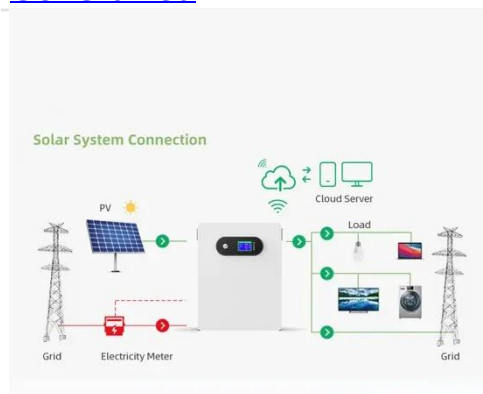 Solar System Connection
Cloud Server
PV
Load
Grid
Electricity Meter
Grid